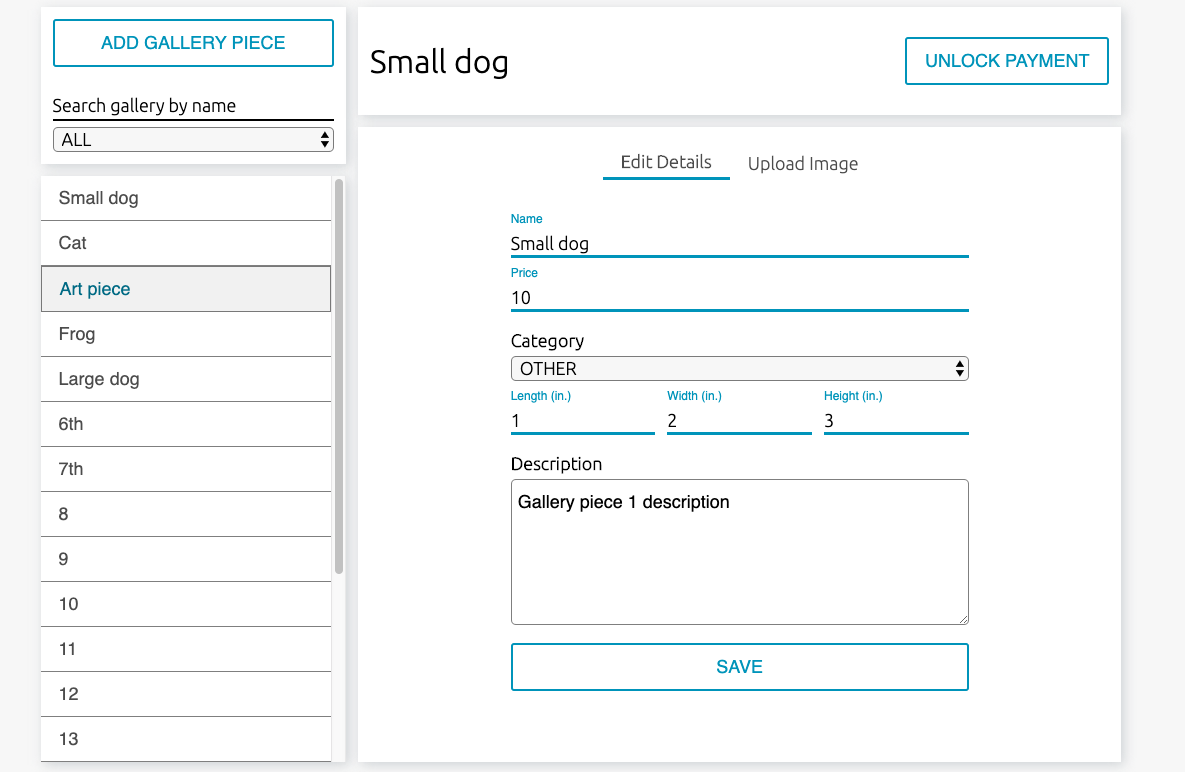 ADD GALLERY PIECE
Search gallery by name
ALL
Small dog
Cat
Art piece
Frog
Large dog
6th
7th
8
9
10
11
12
13
Small dog
UNLOCK PAYMENT
Edit Details Upload Image
Name
Small dog
Price
10
Category
OTHER
Length (in.) Width (in.) Height (in.)
1 2 3
Description
Gallery piece 1 description
SAVE